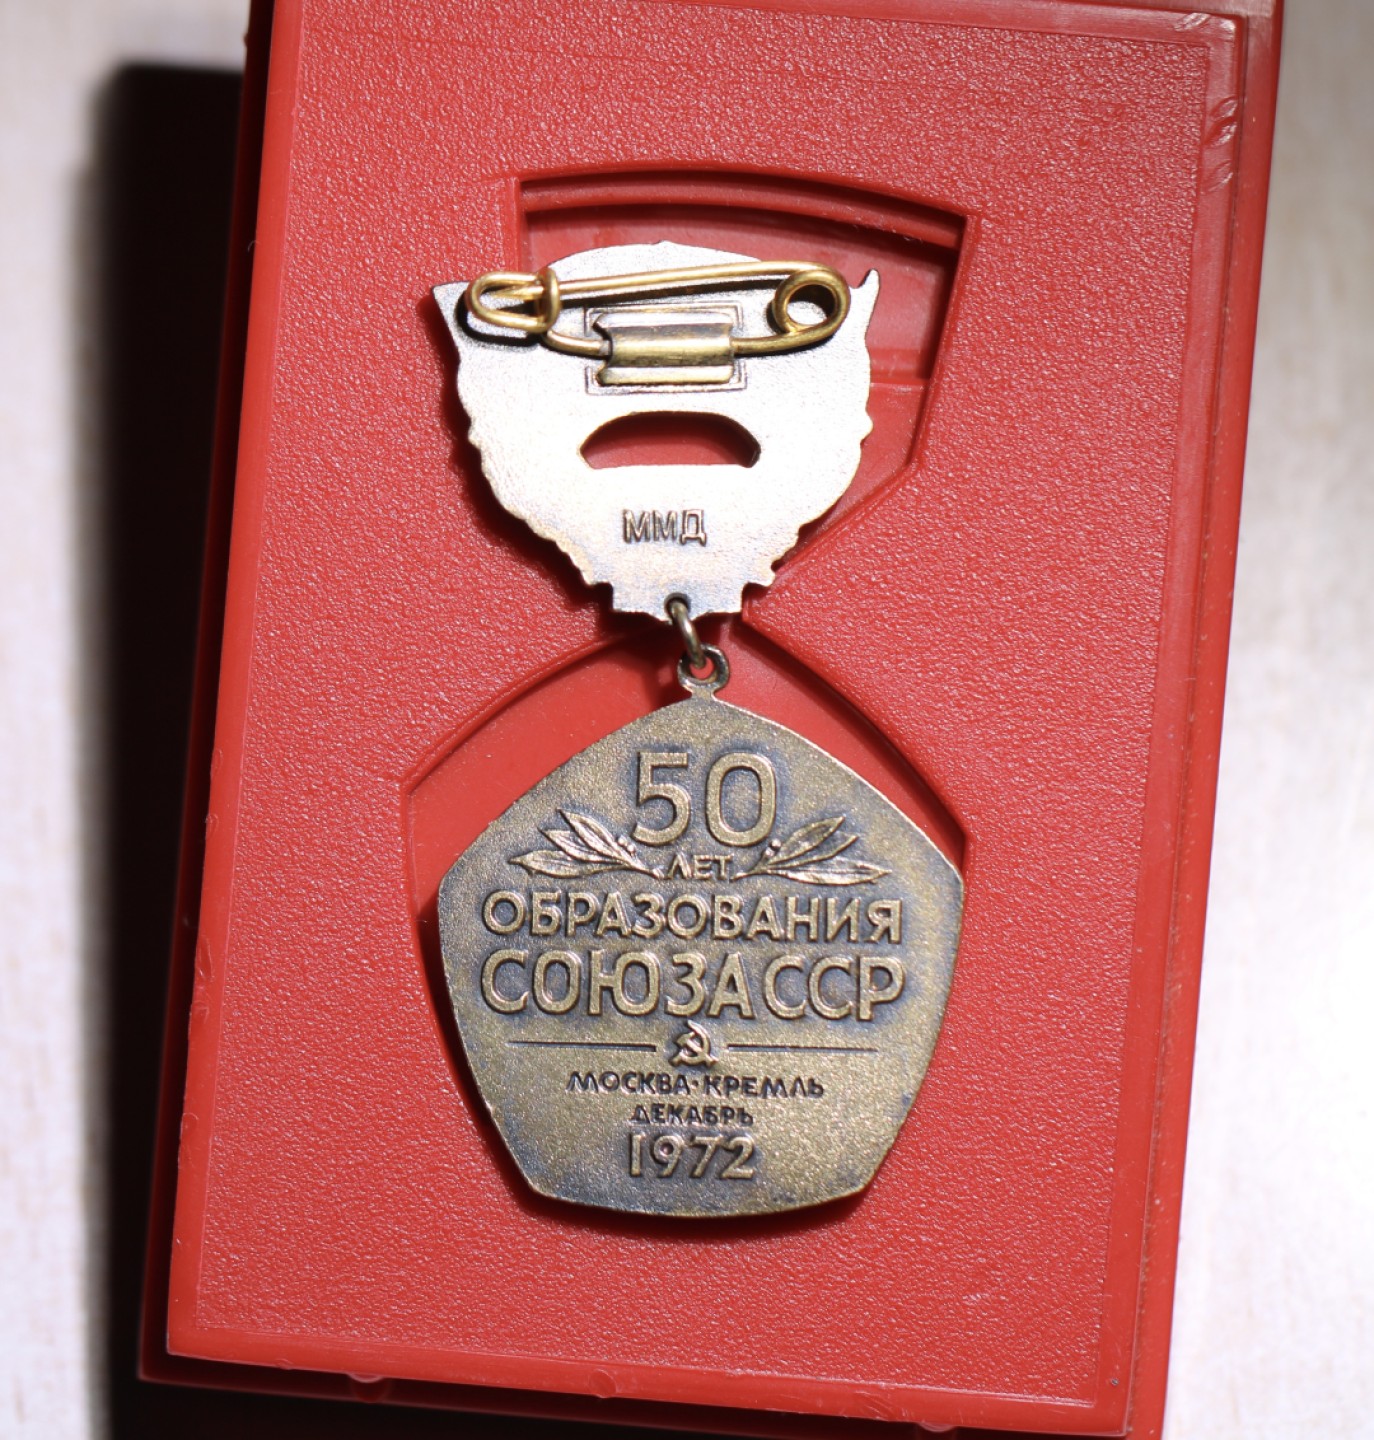 ММД
50
ЛЕТ
ОБРАЗОВАНИЯ
СОЮЗА ССР
МОСКВА·КРЕМЛЬ
ДЕКАБРЬ
1972